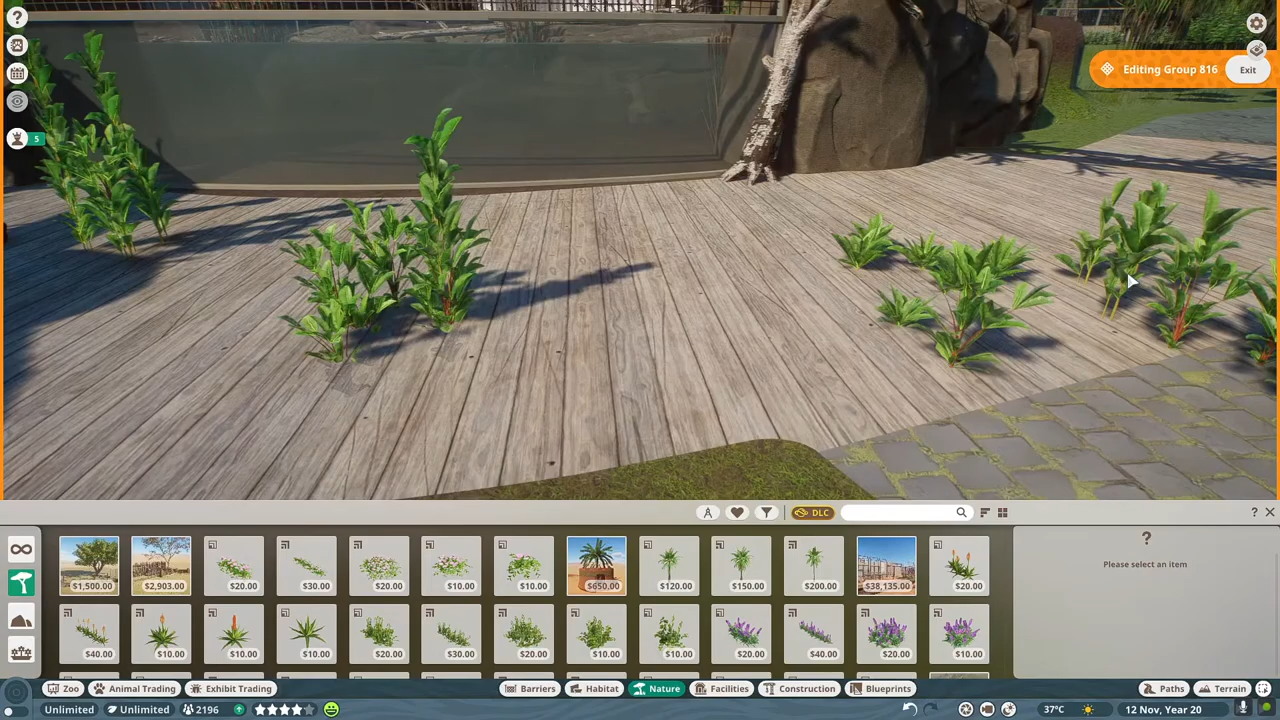 Editing Group 816 Exit
5
DLC
? ×
?
Please select an item
$1,500.00 $2,903.00 $20.00 $30.00 $20.00 $10.00 $10.00 $650.00 $120.00 $150.00 $200.00 $38,135.00 $20.00
$40.00 $10.00 $10.00 $10.00 $20.00 $30.00 $20.00 $10.00 $10.00 $20.00 $40.00 $20.00 $10.00
Zoo Animal Trading Exhibit Trading Barriers Habitat Nature Facilities Construction Blueprints Paths Terrain
Unlimited Unlimited 2196 37°C 12 Nov, Year 20